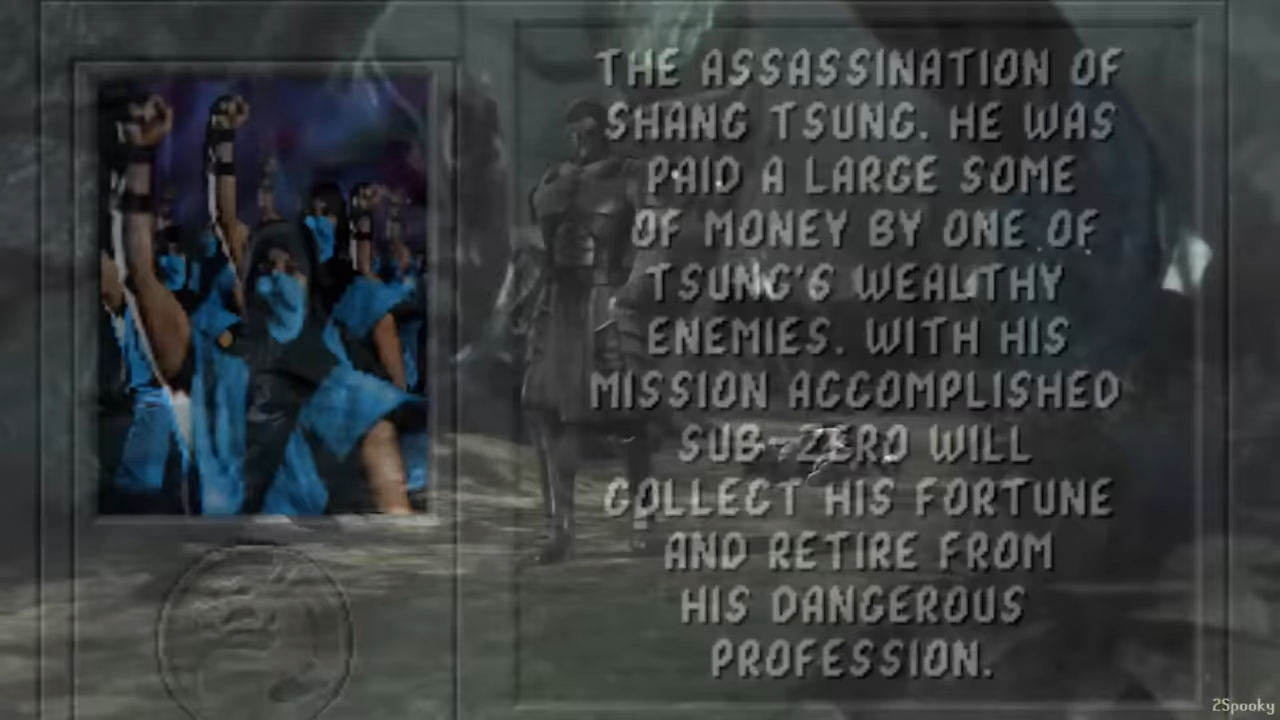 THE ASSASSINATION OF
SHANG TSUNG. HE WAS
PAID A LARGE SOME
OF MONEY BY ONE OF
TSUNG'S WEALTHY
ENEMIES. WITH HIS
MISSION ACCOMPLISHED
SUB-ZERO WILL
COLLECT HIS FORTUNE
AND RETIRE FROM
HIS DANGEROUS
PROFESSION.
2Spooky